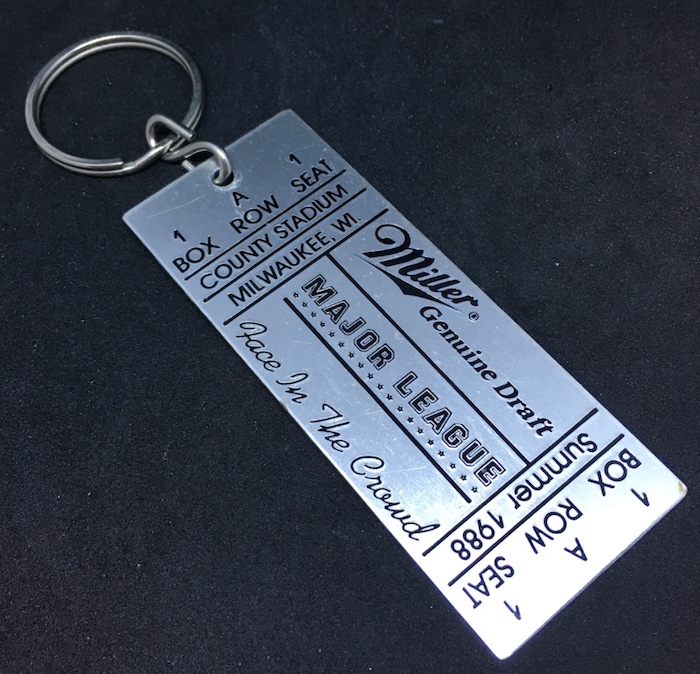 1 A 1
BOX ROW SEAT
COUNTY STADIUM
MILWAUKEE, WI.
Miller®
Genuine Draft
MAJOR LEAGUE
Face In The Crowd
Summer 1988
BOX ROW SEAT
1 A 1